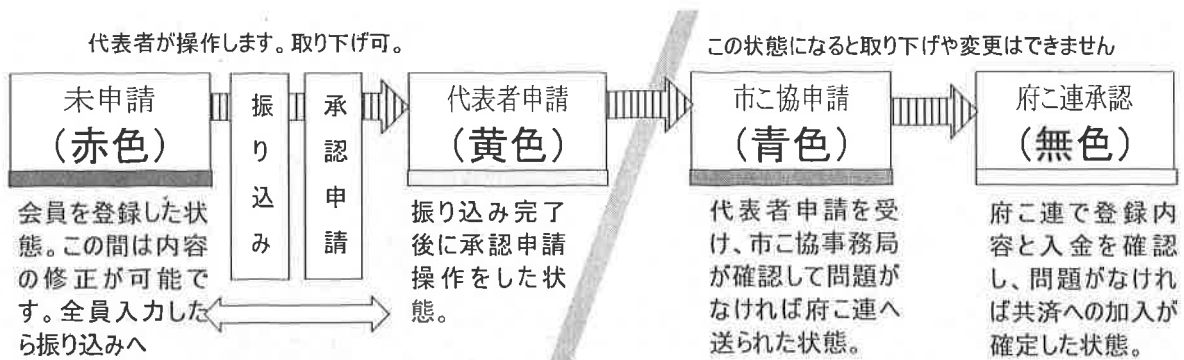 代表者が操作します。取り下げ可。
この状態になると取り下げや変更はできません
未申請
(赤色)
振り込み
承認申請
代表者申請
(黄色)
市こ協申請
(青色)
府こ連承認
(無色)
会員を登録した状
態。この間は内容
の修正が可能で
す。全員入力した
ら振り込みへ
振り込み完了
後に承認申請
操作をした状
態。
代表者申請を受
け、市こ協事務局
が確認して問題が
なければ府こ連へ
送られた状態。
府こ連で登録内
容と入金を確認
し、問題がなけれ
ば共済への加入が
確定した状態。